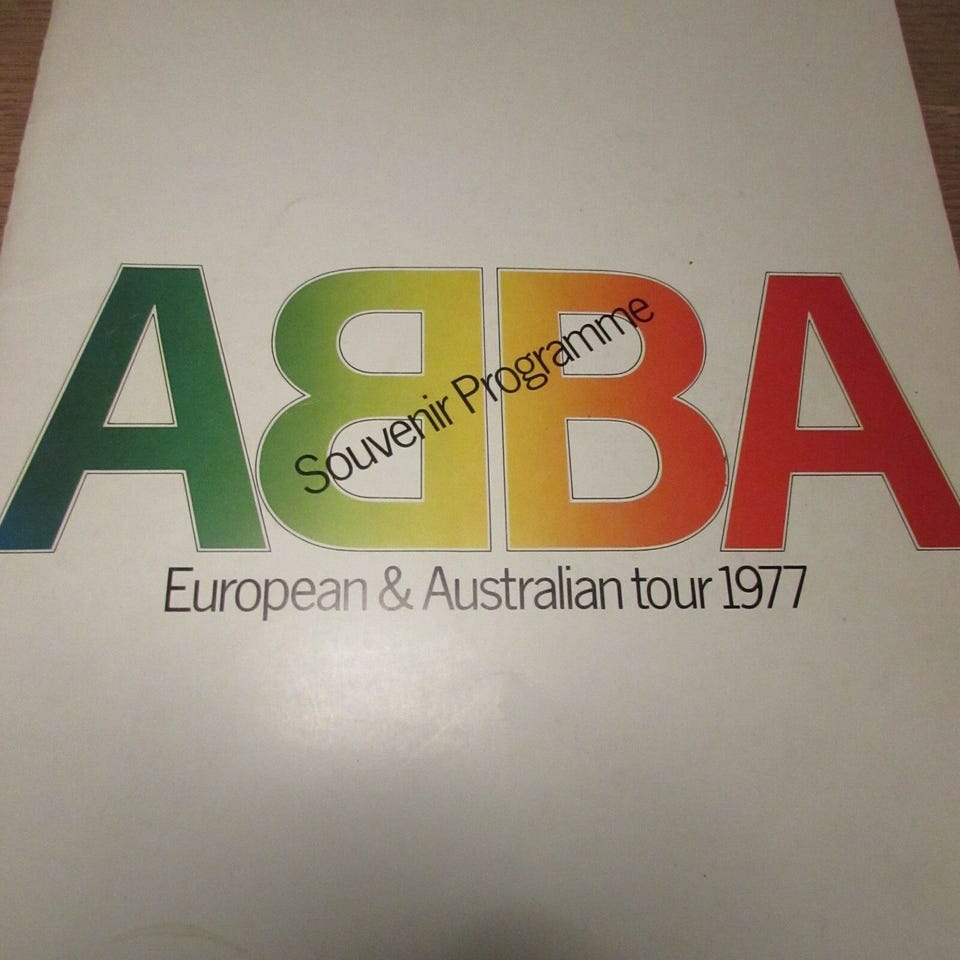 ABBA
Souvenir Programme
European & Australian tour 1977